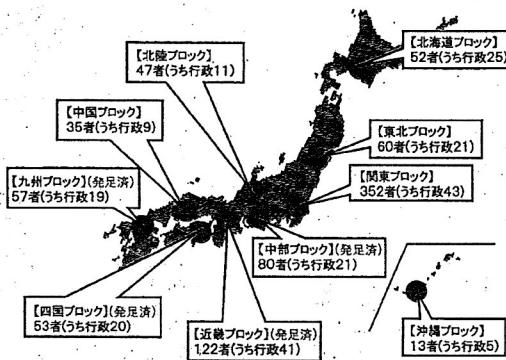 【北海道ブロック】
52者(うち行政25)
【北陸ブロック】
47者(うち行政11)
【中国ブロック】
35者(うち行政9)
【東北ブロック】
60者(うち行政21)
【九州ブロック】(発足済)
57者(うち行政19)
【関東ブロック】
352者(うち行政43)
【中部ブロック】(発足済)
80者(うち行政21)
【四国ブロック】(発足済)
53者(うち行政20)
【近畿ブロック】(発足済)
1,22者(うち行政41)
【沖縄ブロック】
13者(うち行政5)